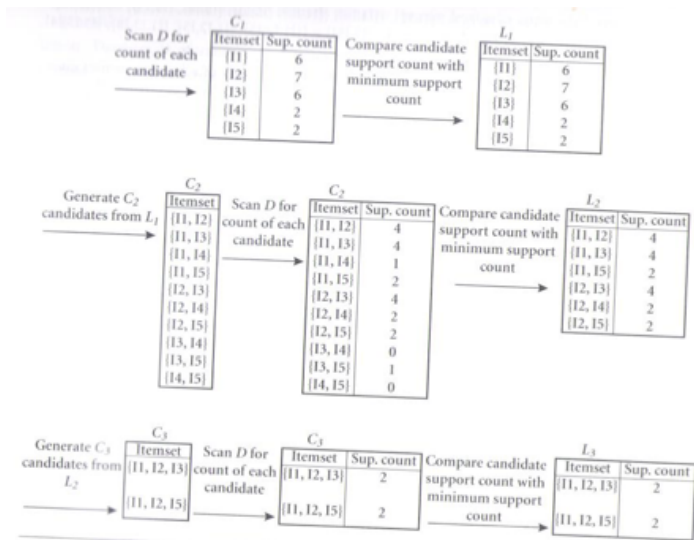 C1
L1
Scan D for
count of each
candidate
Itemset Sup. count
{I1} 6
{I2} 7
{I3} 6
{I4} 2
{I5} 2
Compare candidate
support count with
minimum support
count
Itemset Sup. count
{I1} 6
{I2} 7
{I3} 6
{I4} 2
{I5} 2
Generate C2
candidates from L1
C2
Itemset
{I1, I2}
{I1, I3}
{I1, I4}
{I1, I5}
{I2, I3}
{I2, I4}
{I2, I5}
{I3, I4}
{I3, I5}
{I4, I5}
Scan D for
count of each
candidate
C2
Itemset Sup. count
{I1, I2} 4
{I1, I3} 4
{I1, I4} 1
{I1, I5} 2
{I2, I3} 4
{I2, I4} 2
{I2, I5} 2
{I3, I4} 0
{I3, I5} 1
{I4, I5} 0
Compare candidate
support count with
minimum support
count
L2
Itemset Sup. count
{I1, I2} 4
{I1, I3} 4
{I1, I5} 2
{I2, I3} 4
{I2, I4} 2
{I2, I5} 2
Generate C3
candidates from
L2
C3
Itemset
{I1, I2, I3}
{I1, I2, I5}
Scan D for
count of each
candidate
C3
Itemset Sup. count
{I1, I2, I3} 2
{I1, I2, I5} 2
Compare candidate
support count with
minimum support
count
L3
Itemset Sup. count
{I1, I2, I3} 2
{I1, I2, I5} 2